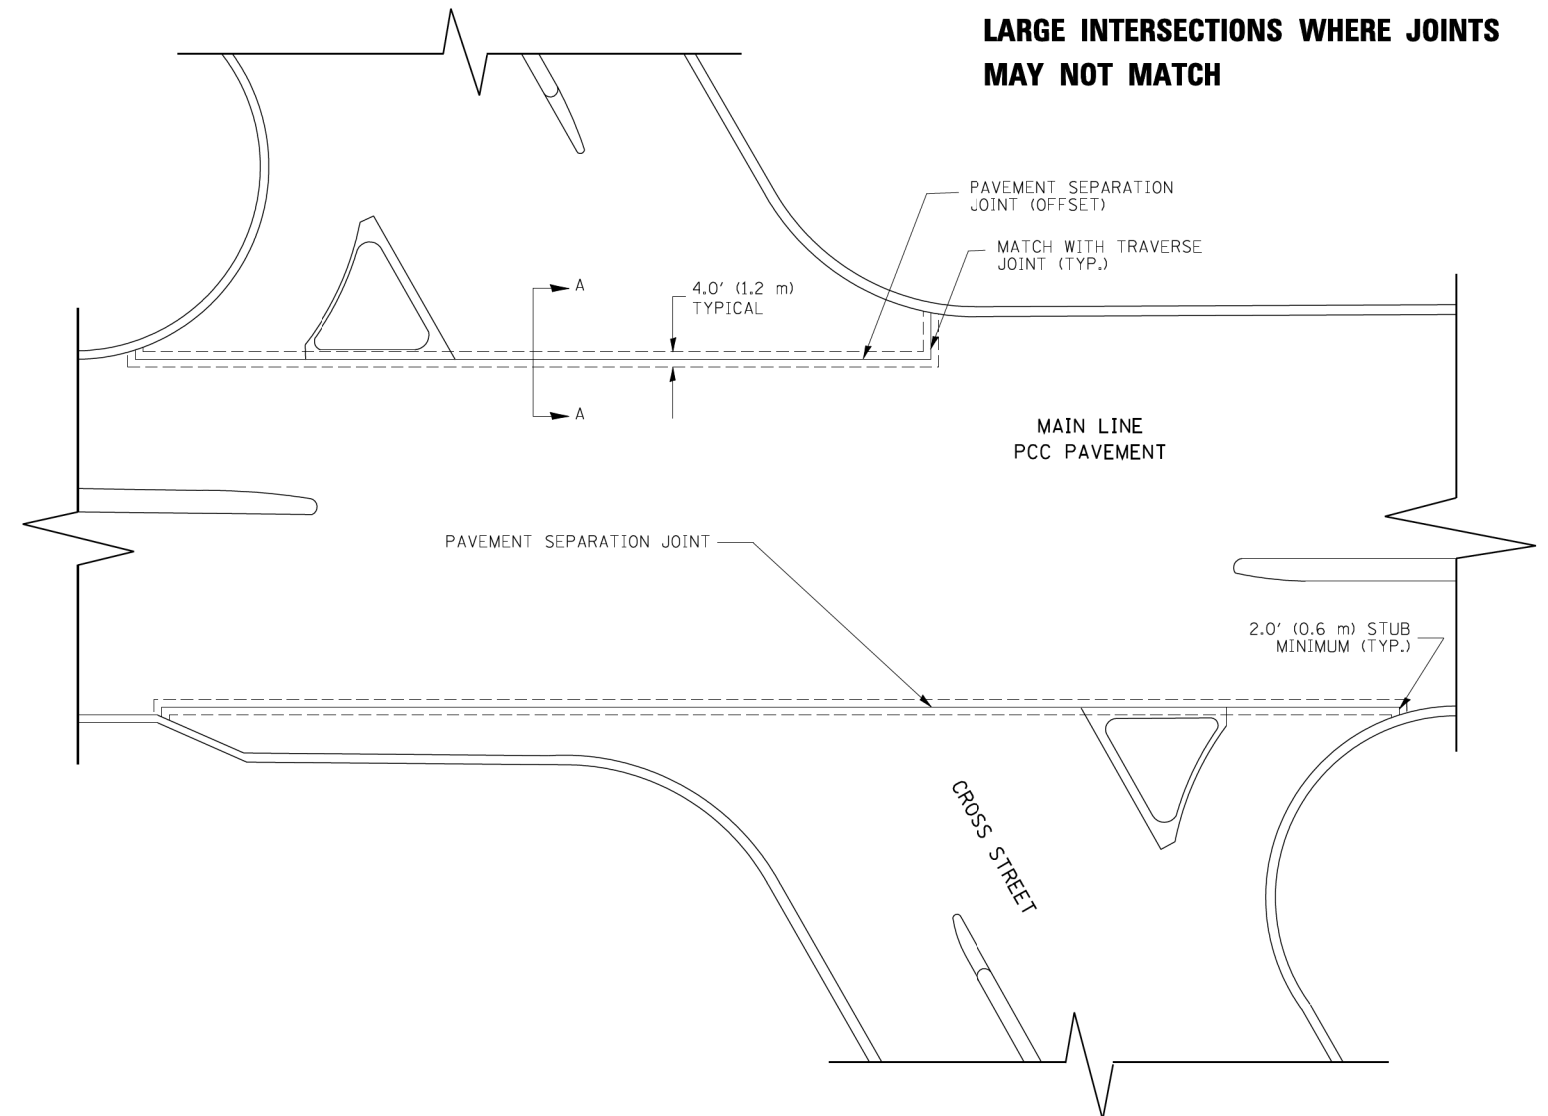 LARGE INTERSECTIONS WHERE JOINTS
MAY NOT MATCH
PAVEMENT SEPARATION
JOINT (OFFSET)
MATCH WITH TRAVERSE
JOINT (TYP.)
A
4.0' (1.2 m)
TYPICAL
A
MAIN LINE
PCC PAVEMENT
PAVEMENT SEPARATION JOINT
2.0' (0.6 m) STUB
MINIMUM (TYP.)
CROSS STREET